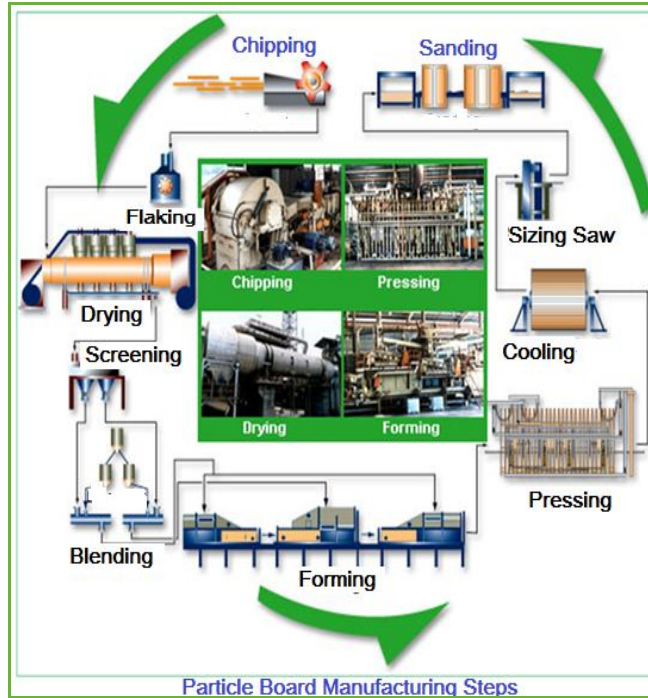 Chipping
Sanding
Flaking
Sizing Saw
Chipping
Pressing
Drying
Screening
Cooling
Drying
Forming
Pressing
Blending
Forming
Particle Board Manufacturing Steps